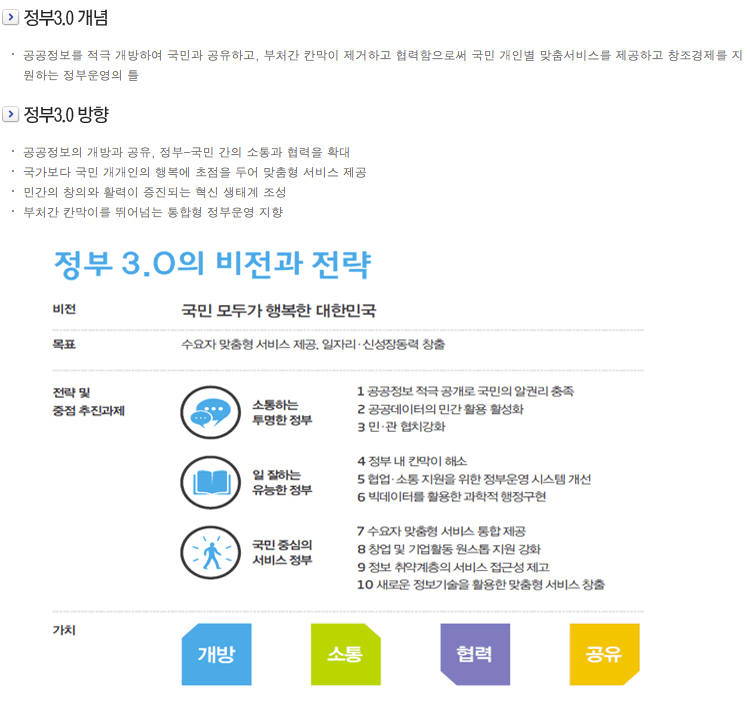 정부3.0 개념
· 공공정보를 적극 개방하여 국민과 공유하고, 부처간 칸막이 제거하고 협력함으로써 국민 개인별 맞춤서비스를 제공하고 창조경제를 지
원하는 정부운영의 틀
정부3.0 방향
· 공공정보의 개방과 공유, 정부-국민 간의 소통과 협력을 확대
· 국가보다 국민 개개인의 행복에 초점을 두어 맞춤형 서비스 제공
· 민간의 창의와 활력이 증진되는 혁신 생태계 조성
· 부처간 칸막이를 뛰어넘는 통합형 정부운영 지향
정부 3.0의 비전과 전략
비전 국민 모두가 행복한 대한민국
목표 수요자 맞춤형 서비스 제공, 일자리·신성장동력 창출
전략 및
중점 추진과제
소통하는
투명한 정부
1 공공정보 적극 공개로 국민의 알권리 충족
2 공공데이터의 민간 활용 활성화
3 민·관 협치강화
일 잘하는
유능한 정부
4 정부 내 칸막이 해소
5 협업·소통 지원을 위한 정부운영 시스템 개선
6 빅데이터를 활용한 과학적 행정구현
국민 중심의
서비스 정부
7 수요자 맞춤형 서비스 통합 제공
8 창업 및 기업활동 원스톱 지원 강화
9 정보 취약계층의 서비스 접근성 제고
10 새로운 정보기술을 활용한 맞춤형 서비스 창출
가치 개방 소통 협력 공유